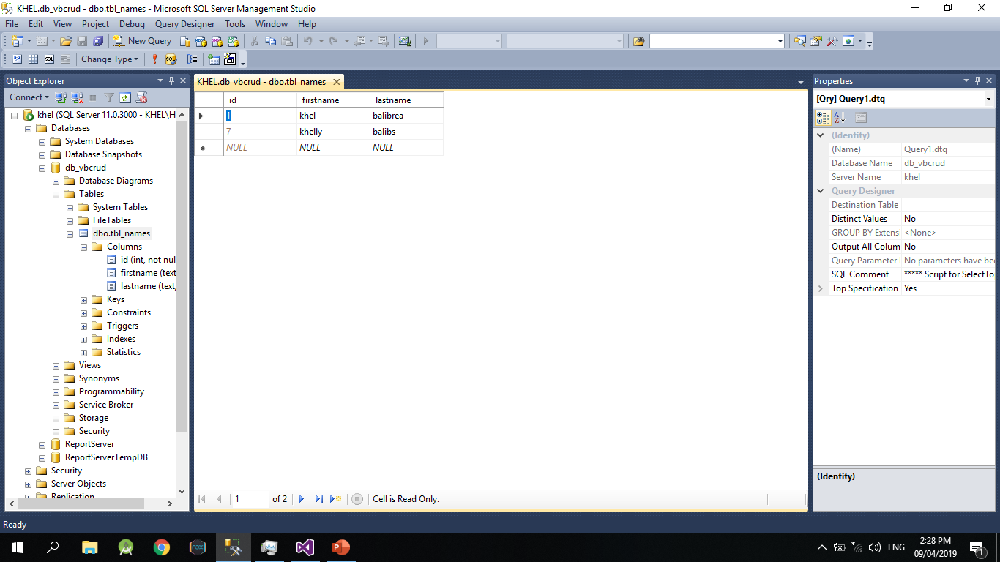 KHEL.db_vbcrud - dbo.tbl_names - Microsoft SQL Server Management Studio
File Edit View Project Debug Query Designer Tools Window Help
New Query
Change Type
Object Explorer
Connect
khel (SQL Server 11.0.3000 - KHEL\H
Databases
System Databases
Database Snapshots
db_vbcrud
Database Diagrams
Tables
System Tables
FileTables
dbo.tbl_names
Columns
id (int, not nul
firstname (text
lastname (text,
Keys
Constraints
Triggers
Indexes
Statistics
Views
Synonyms
Programmability
Service Broker
Storage
Security
ReportServer
ReportServerTempDB
Security
Server Objects
Replication
KHEL.db_vbcrud - dbo.tbl_names
id firstname lastname
1 khel balibrea
7 khelly balibs
NULL NULL NULL
1 of 2 Cell is Read Only.
Properties
[Qry] Query1.dtq
(Identity)
(Name) Query1.dtq
Database Name db_vbcrud
Server Name khel
Query Designer
Destination Table
Distinct Values No
GROUP BY Extensi <None>
Output All Colum No
Query Parameter No parameters have bee
SQL Comment ***** Script for SelectTo
Top Specification Yes
(Identity)
Ready
ENG
2:28 PM
09/04/2019
1